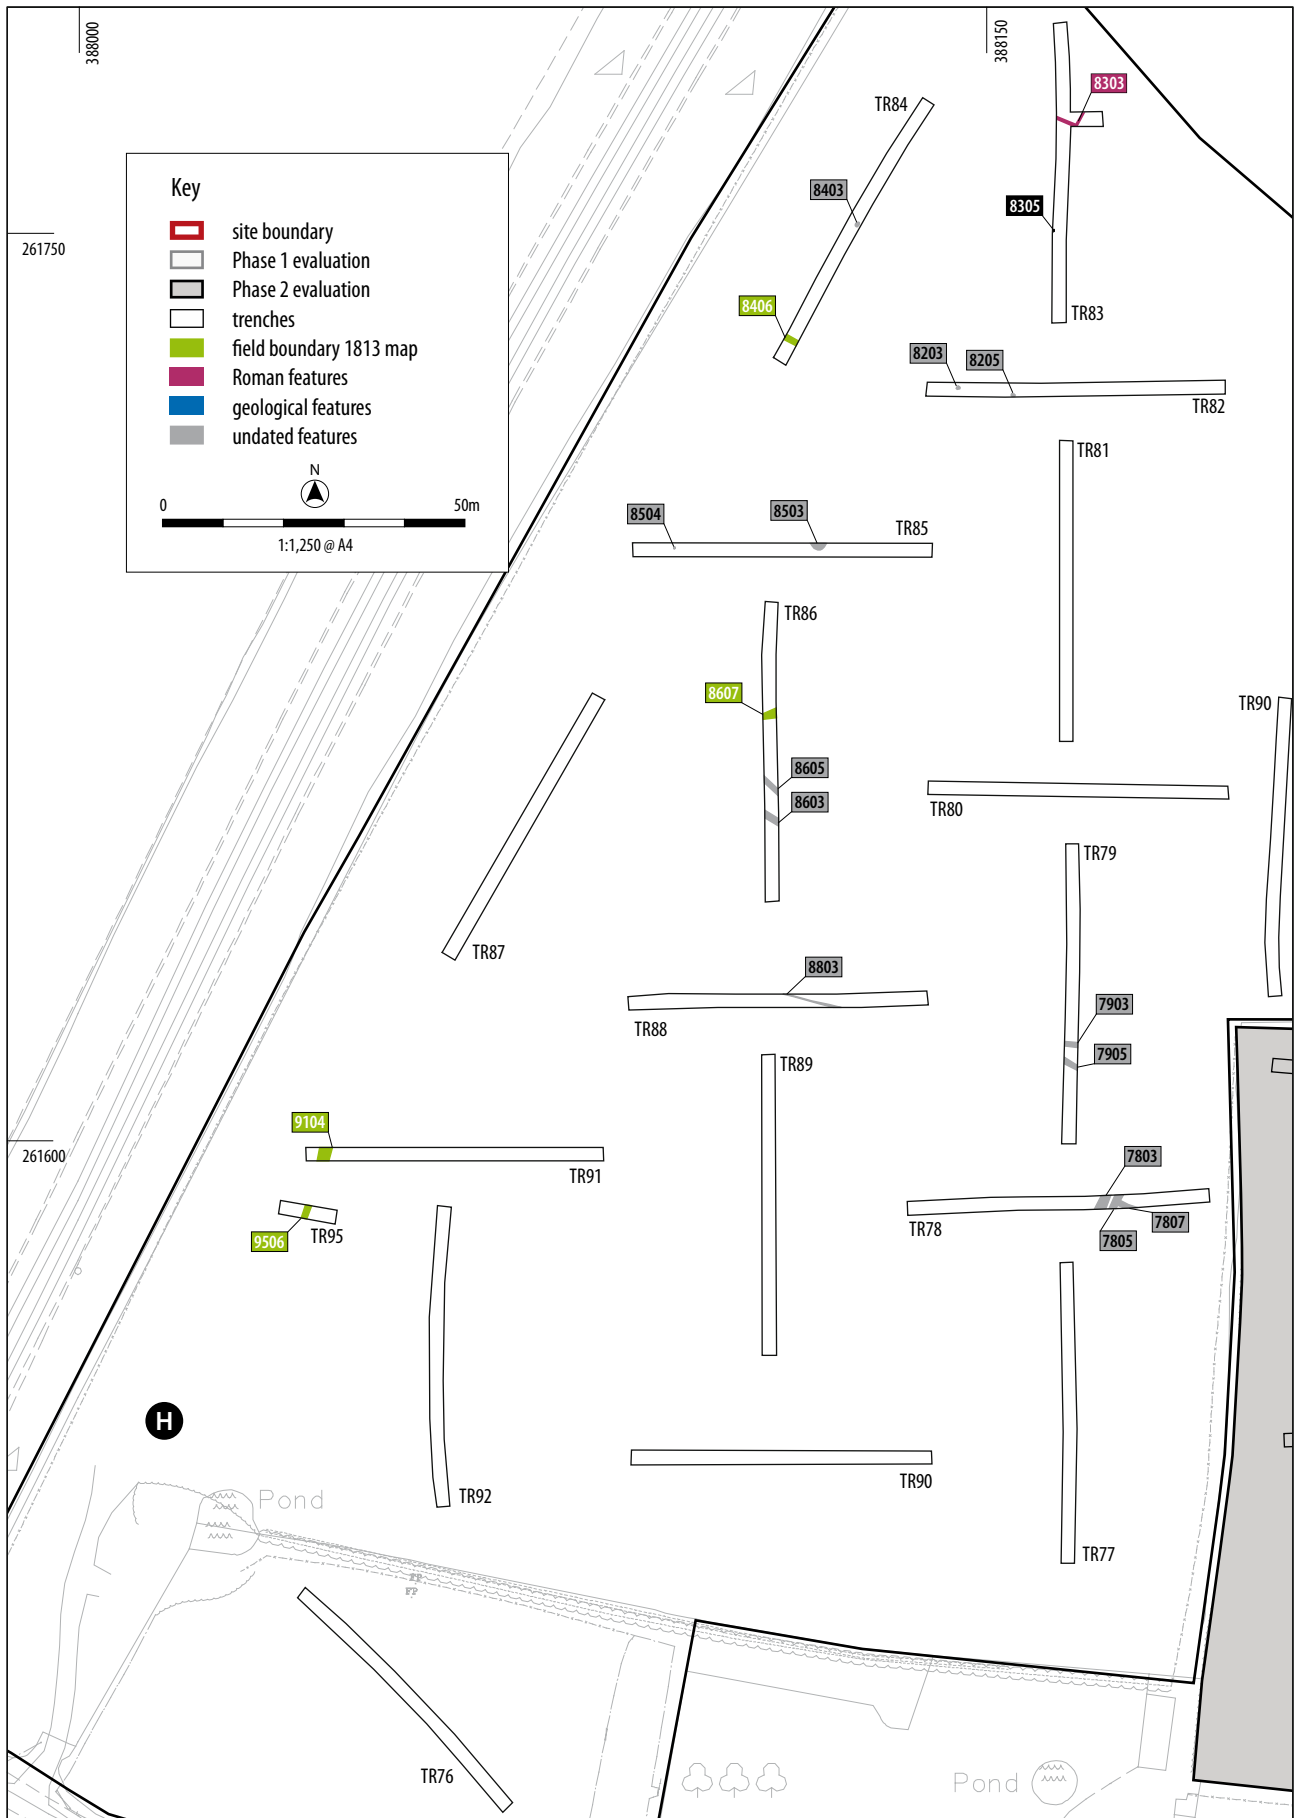 388000
388150
8303
TR84
Key
8403
8305
site boundary
261750
Phase 1 evaluation
Phase 2 evaluation
trenches
8406
TR83
field boundary 1813 map
8203
8205
Roman features
geological features
TR82
undated features
TR81
N
0
50m
8504
8503
TR85
1:1,250 @ A4
TR86
8607
TR90
8605
8603
TR80
TR79
TR87
8803
7903
TR88
7905
TR89
9104
261600
7803
TR91
TR78
7807
9506
TR95
7805
H
TR90
Pond
TR92
TR77
FP
FP
TR76
Pond